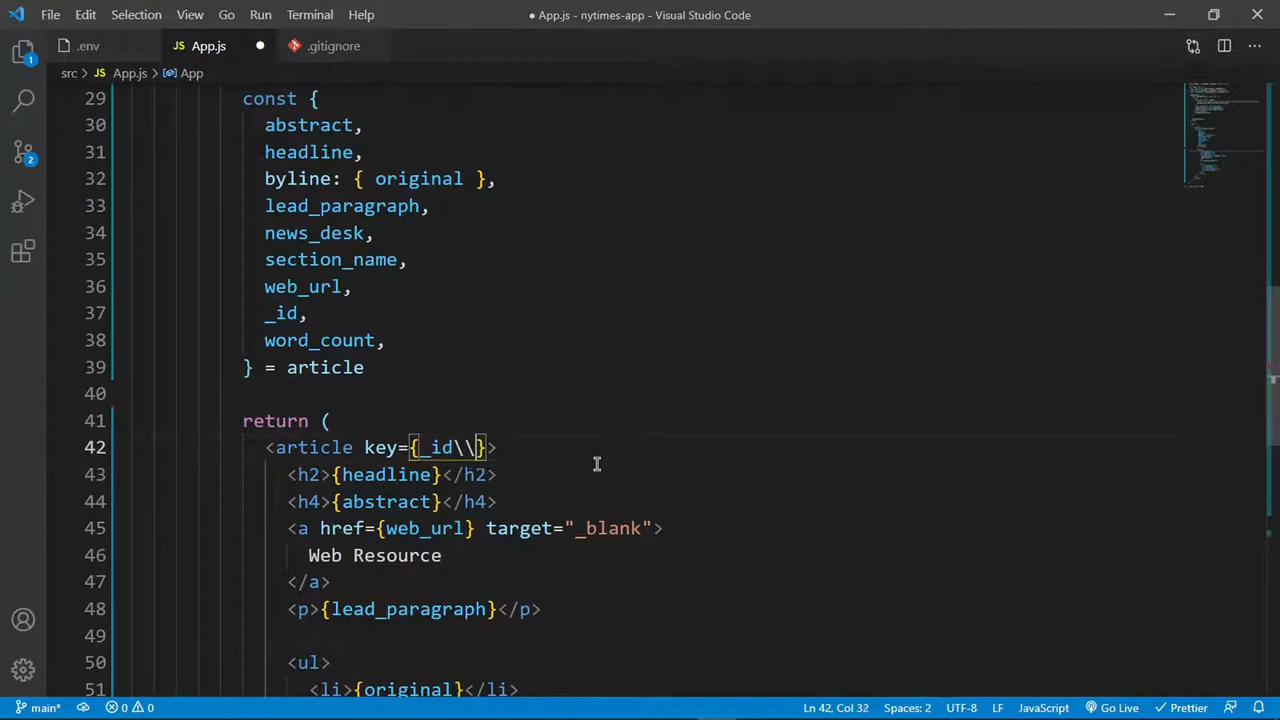 File Edit Selection View Go Run Terminal Help ● App.js - nytimes-app - Visual Studio Code
.env JS App.js .gitignore
src > JS App.js > App
1
2
29 const {
30 abstract,
31 headline,
32 byline: { original },
33 lead_paragraph,
34 news_desk,
35 section_name,
36 web_url,
37 _id,
38 word_count,
39 } = article
40
41 return (
42 <article key={_id\\}>
43 <h2>{headline}</h2>
44 <h4>{abstract}</h4>
45 <a href={web_url} target="_blank">
46 Web Resource
47 </a>
48 <p>{lead_paragraph}</p>
49
50 <ul>
51 <li>{original}</li>
main* 0 0 Ln 42, Col 32 Spaces: 2 UTF-8 LF JavaScript Go Live Prettier